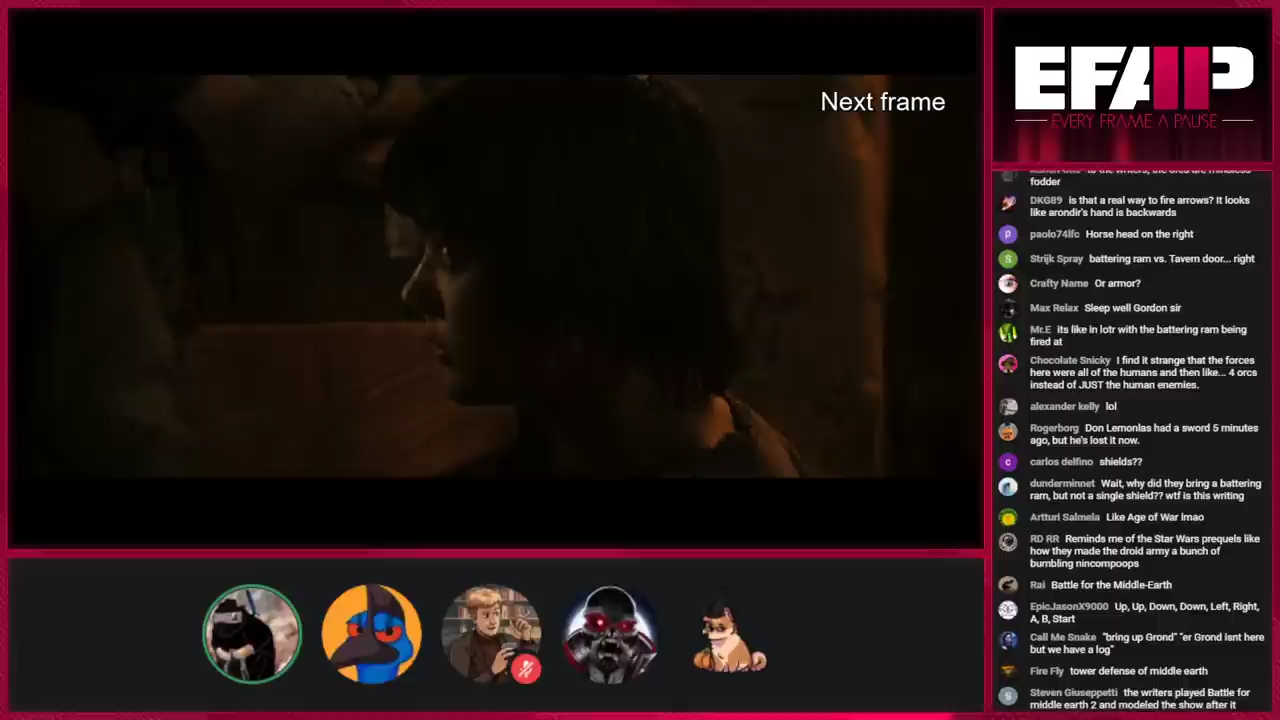 Next frame
EFAP
EVERY FRAME A PAUSE
to the writers, the orcs are mindless
fodder
DKG89 is that a real way to fire arrows? It looks
like arondir's hand is backwards
paolo74lfc Horse head on the right
Strijk Spray battering ram vs. Tavern door... right
Crafty Name Or armor?
Max Relax Sleep well Gordon sir
Mr.E its like in lotr with the battering ram being
fired at
Chocolate Snicky I find it strange that the forces
here were all of the humans and then like... 4 orcs
instead of JUST the human enemies.
alexander kelly lol
Rogerborg Don Lemonlas had a sword 5 minutes
ago, but he's lost it now.
carlos delfino shields??
dunderminnet Wait, why did they bring a battering
ram, but not a single shield?? wtf is this writing
Artturi Salmela Like Age of War lmao
RD RR Reminds me of the Star Wars prequels like
how they made the droid army a bunch of
bumbling nincompoops
Rai Battle for the Middle-Earth
EpicJasonX9000 Up, Up, Down, Down, Left, Right,
A, B, Start
Call Me Snake "bring up Grond" "er Grond isnt here
but we have a log"
Fire Fly tower defense of middle earth
Steven Giuseppetti the writers played Battle for
middle earth 2 and modeled the show after it